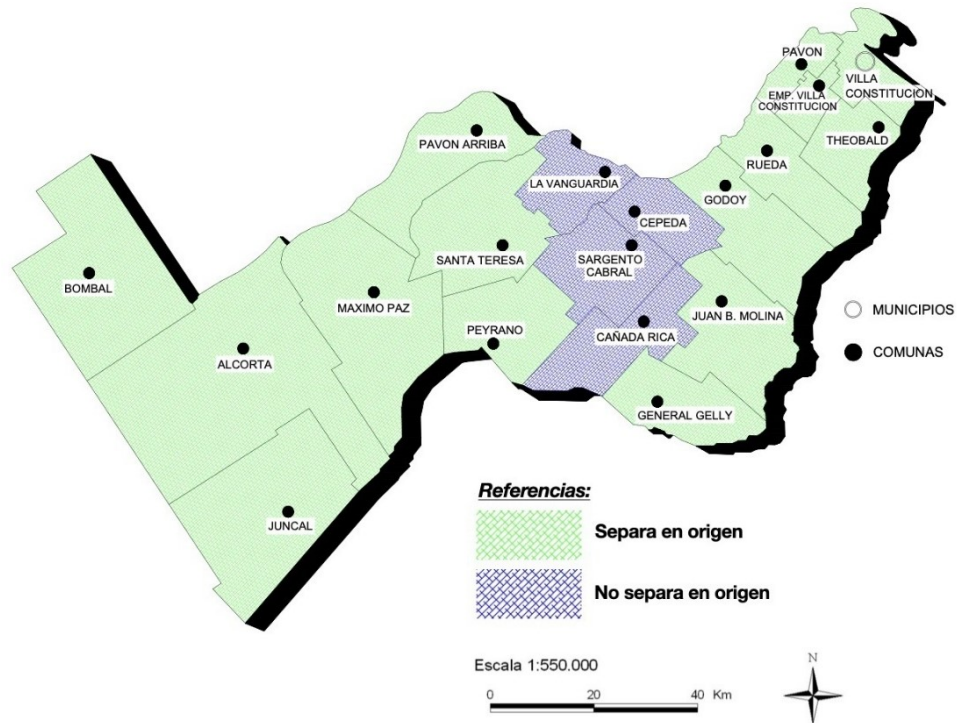 PAVON
VILLA
CONSTITUCION
EMP. VILLA
CONSTITUCION
THEOBALD
PAVON ARRIBA
RUEDA
LA VANGUARDIA
GODOY
CEPEDA
SANTA TERESA
SARGENTO
CABRAL
BOMBAL
MAXIMO PAZ
JUAN B. MOLINA
MUNICIPIOS
PEYRANO
CAÑADA RICA
COMUNAS
ALCORTA
GENERAL GELLY
JUNCAL
Referencias:
Separa en origen
No separa en origen
Escala 1:550.000
0 20 40 Km
N